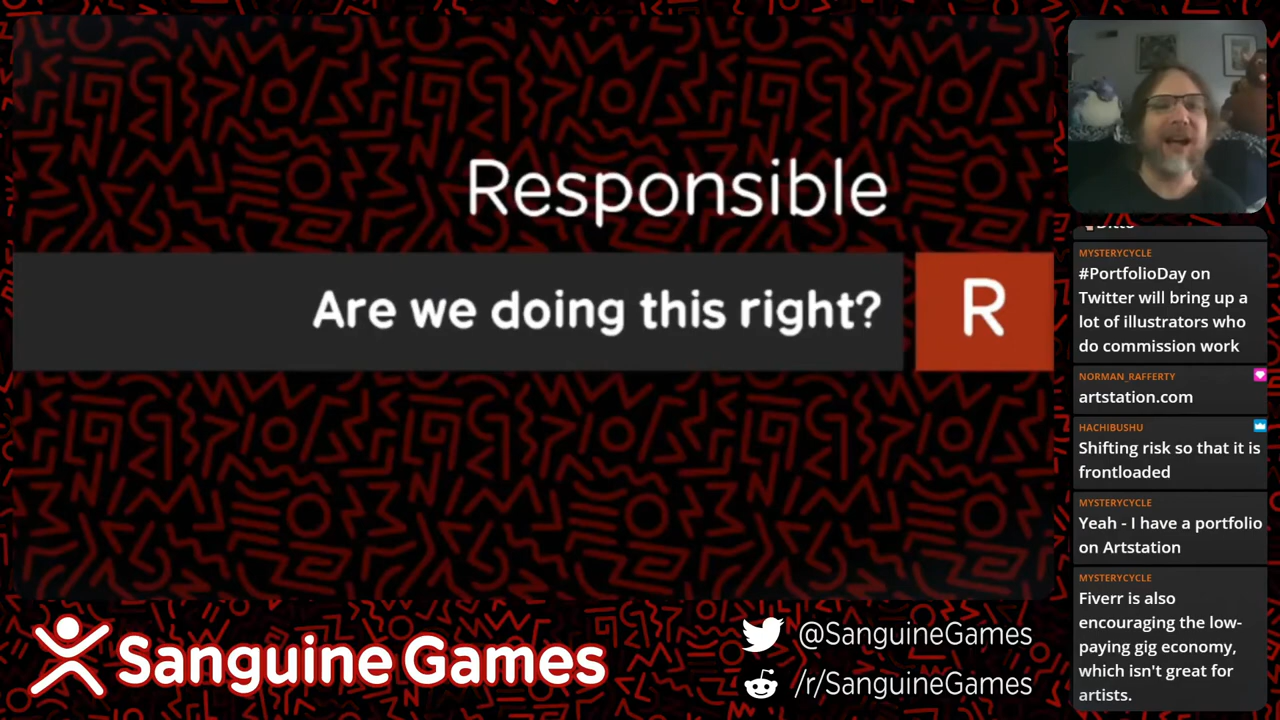 Responsible
Are we doing this right?
R
Ditto
MYSTERYCYCLE
#PortfolioDay on
Twitter will bring up a
lot of illustrators who
do commission work
NORMAN_RAFFERTY
artstation.com
HACHIBUSHU
Shifting risk so that it is
frontloaded
MYSTERYCYCLE
Yeah - I have a portfolio
on Artstation
MYSTERYCYCLE
Fiverr is also
encouraging the low-
paying gig economy,
which isn't great for
artists.
Sanguine Games
@SanguineGames
/r/SanguineGames